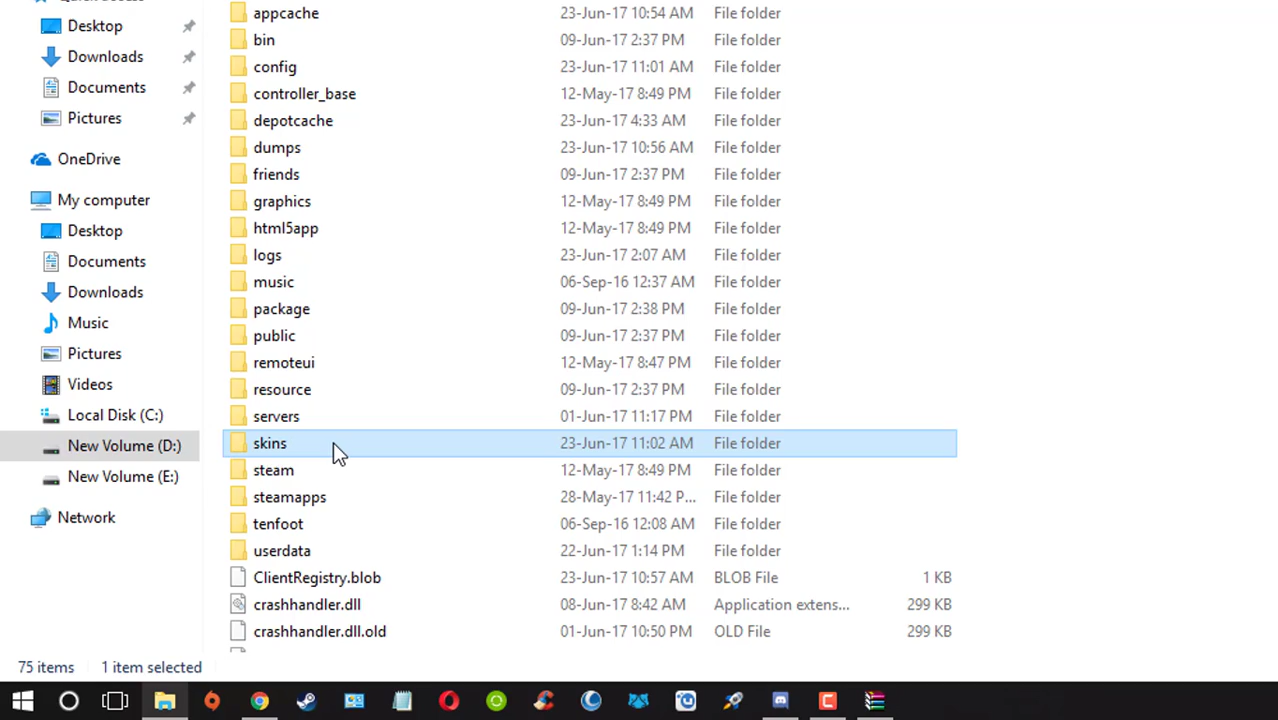 Desktop
Downloads
Documents
Pictures
OneDrive
My computer
Desktop
Documents
Downloads
Music
Pictures
Videos
Local Disk (C:)
New Volume (D:)
New Volume (E:)
Network
appcache 23-Jun-17 10:54 AM File folder
bin 09-Jun-17 2:37 PM File folder
config 23-Jun-17 11:01 AM File folder
controller_base 12-May-17 8:49 PM File folder
depotcache 23-Jun-17 4:33 AM File folder
dumps 23-Jun-17 10:56 AM File folder
friends 09-Jun-17 2:37 PM File folder
graphics 12-May-17 8:49 PM File folder
html5app 12-May-17 8:49 PM File folder
logs 23-Jun-17 2:07 AM File folder
music 06-Sep-16 12:37 AM File folder
package 09-Jun-17 2:38 PM File folder
public 09-Jun-17 2:37 PM File folder
remoteui 12-May-17 8:47 PM File folder
resource 09-Jun-17 2:37 PM File folder
servers 01-Jun-17 11:17 PM File folder
skins 23-Jun-17 11:02 AM File folder
steam 12-May-17 8:49 PM File folder
steamapps 28-May-17 11:42 P... File folder
tenfoot 06-Sep-16 12:08 AM File folder
userdata 22-Jun-17 1:14 PM File folder
ClientRegistry.blob 23-Jun-17 10:57 AM BLOB File 1 KB
crashhandler.dll 08-Jun-17 8:42 AM Application extens... 299 KB
crashhandler.dll.old 01-Jun-17 10:50 PM OLD File 299 KB
75 items 1 item selected